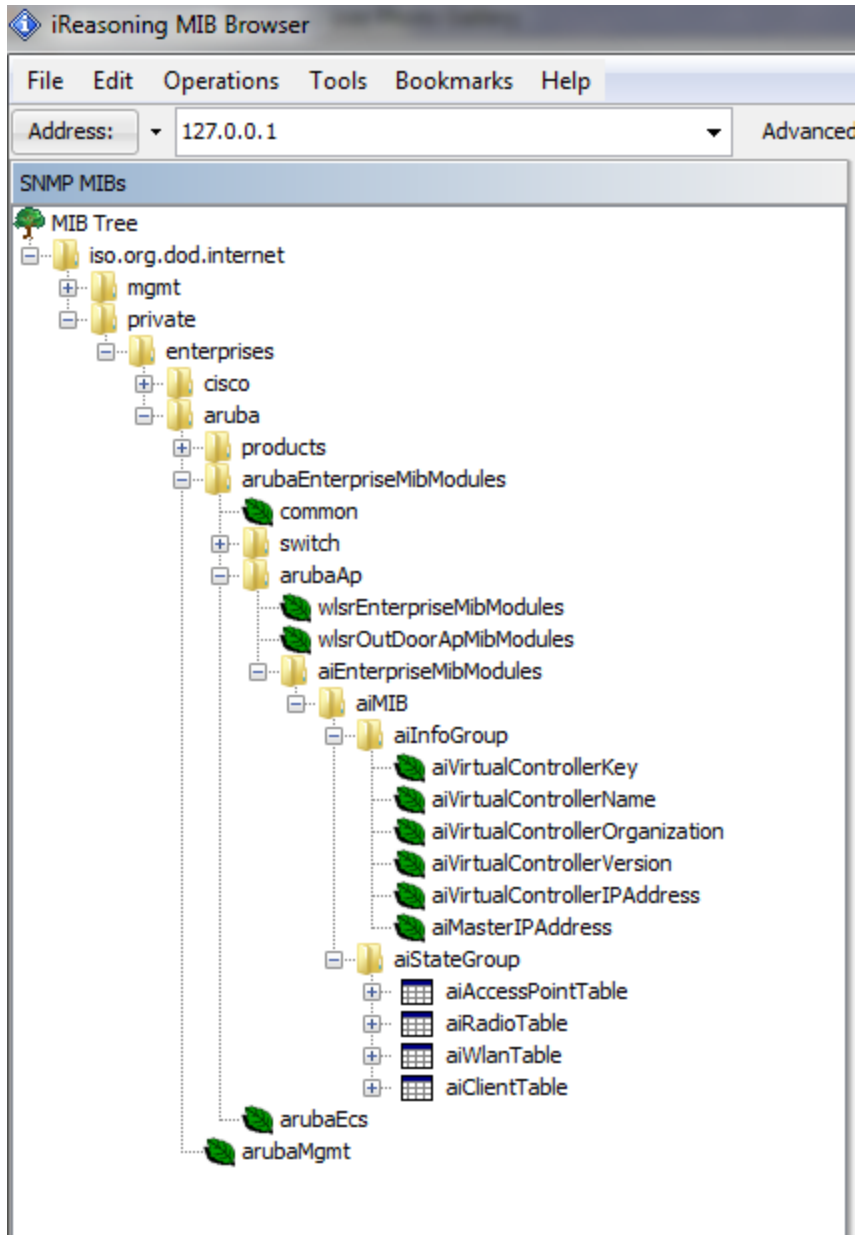 iReasoning MIB Browser
File Edit Operations Tools Bookmarks Help
Address: 127.0.0.1 Advanced
SNMP MIBs
MIB Tree
iso.org.dod.internet
mgmt
private
enterprises
cisco
aruba
products
arubaEnterpriseMibModules
common
switch
arubaAp
wlsrEnterpriseMibModules
wlsrOutDoorApMibModules
aiEnterpriseMibModules
aiMIB
aiInfoGroup
aiVirtualControllerKey
aiVirtualControllerName
aiVirtualControllerOrganization
aiVirtualControllerVersion
aiVirtualControllerIPAddress
aiMasterIPAddress
aiStateGroup
aiAccessPointTable
aiRadioTable
aiWlanTable
aiClientTable
arubaEcs
arubaMgmt